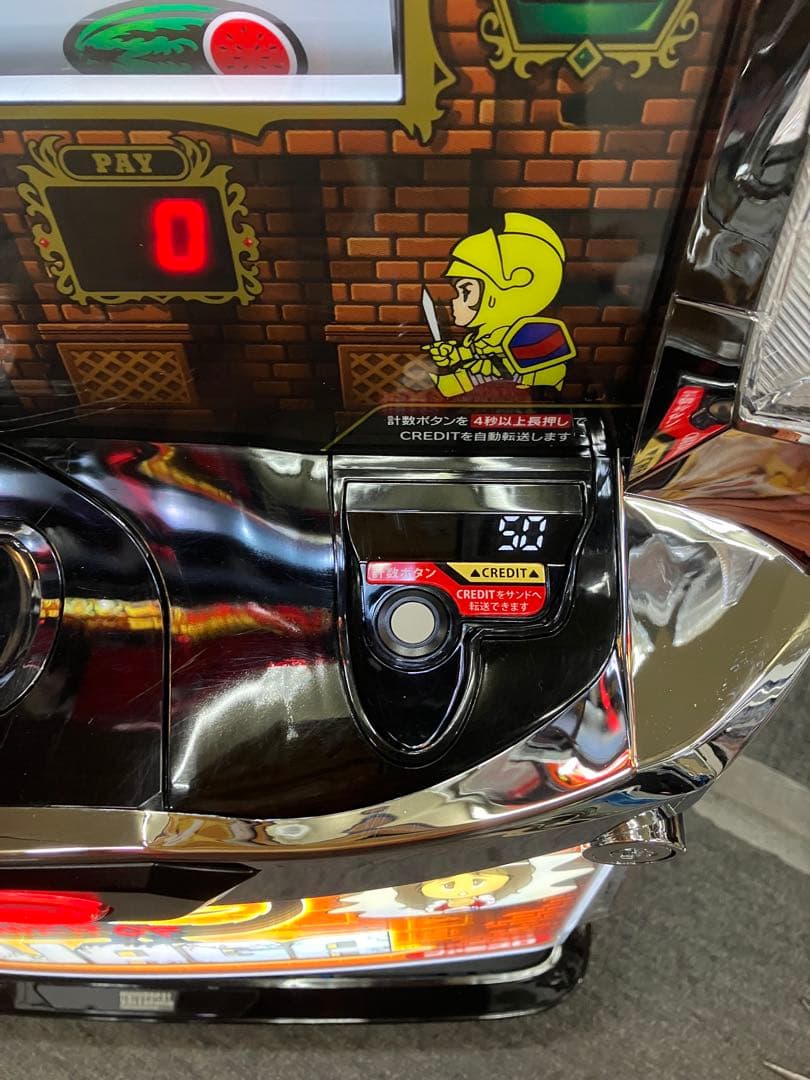 PAY
0
計数ボタンを 4秒以上長押しで
CREDITを自動転送します
50
計数ボタン
▲CREDIT▲
CREDITをサンドへ
転送できます
UNIVERSAL